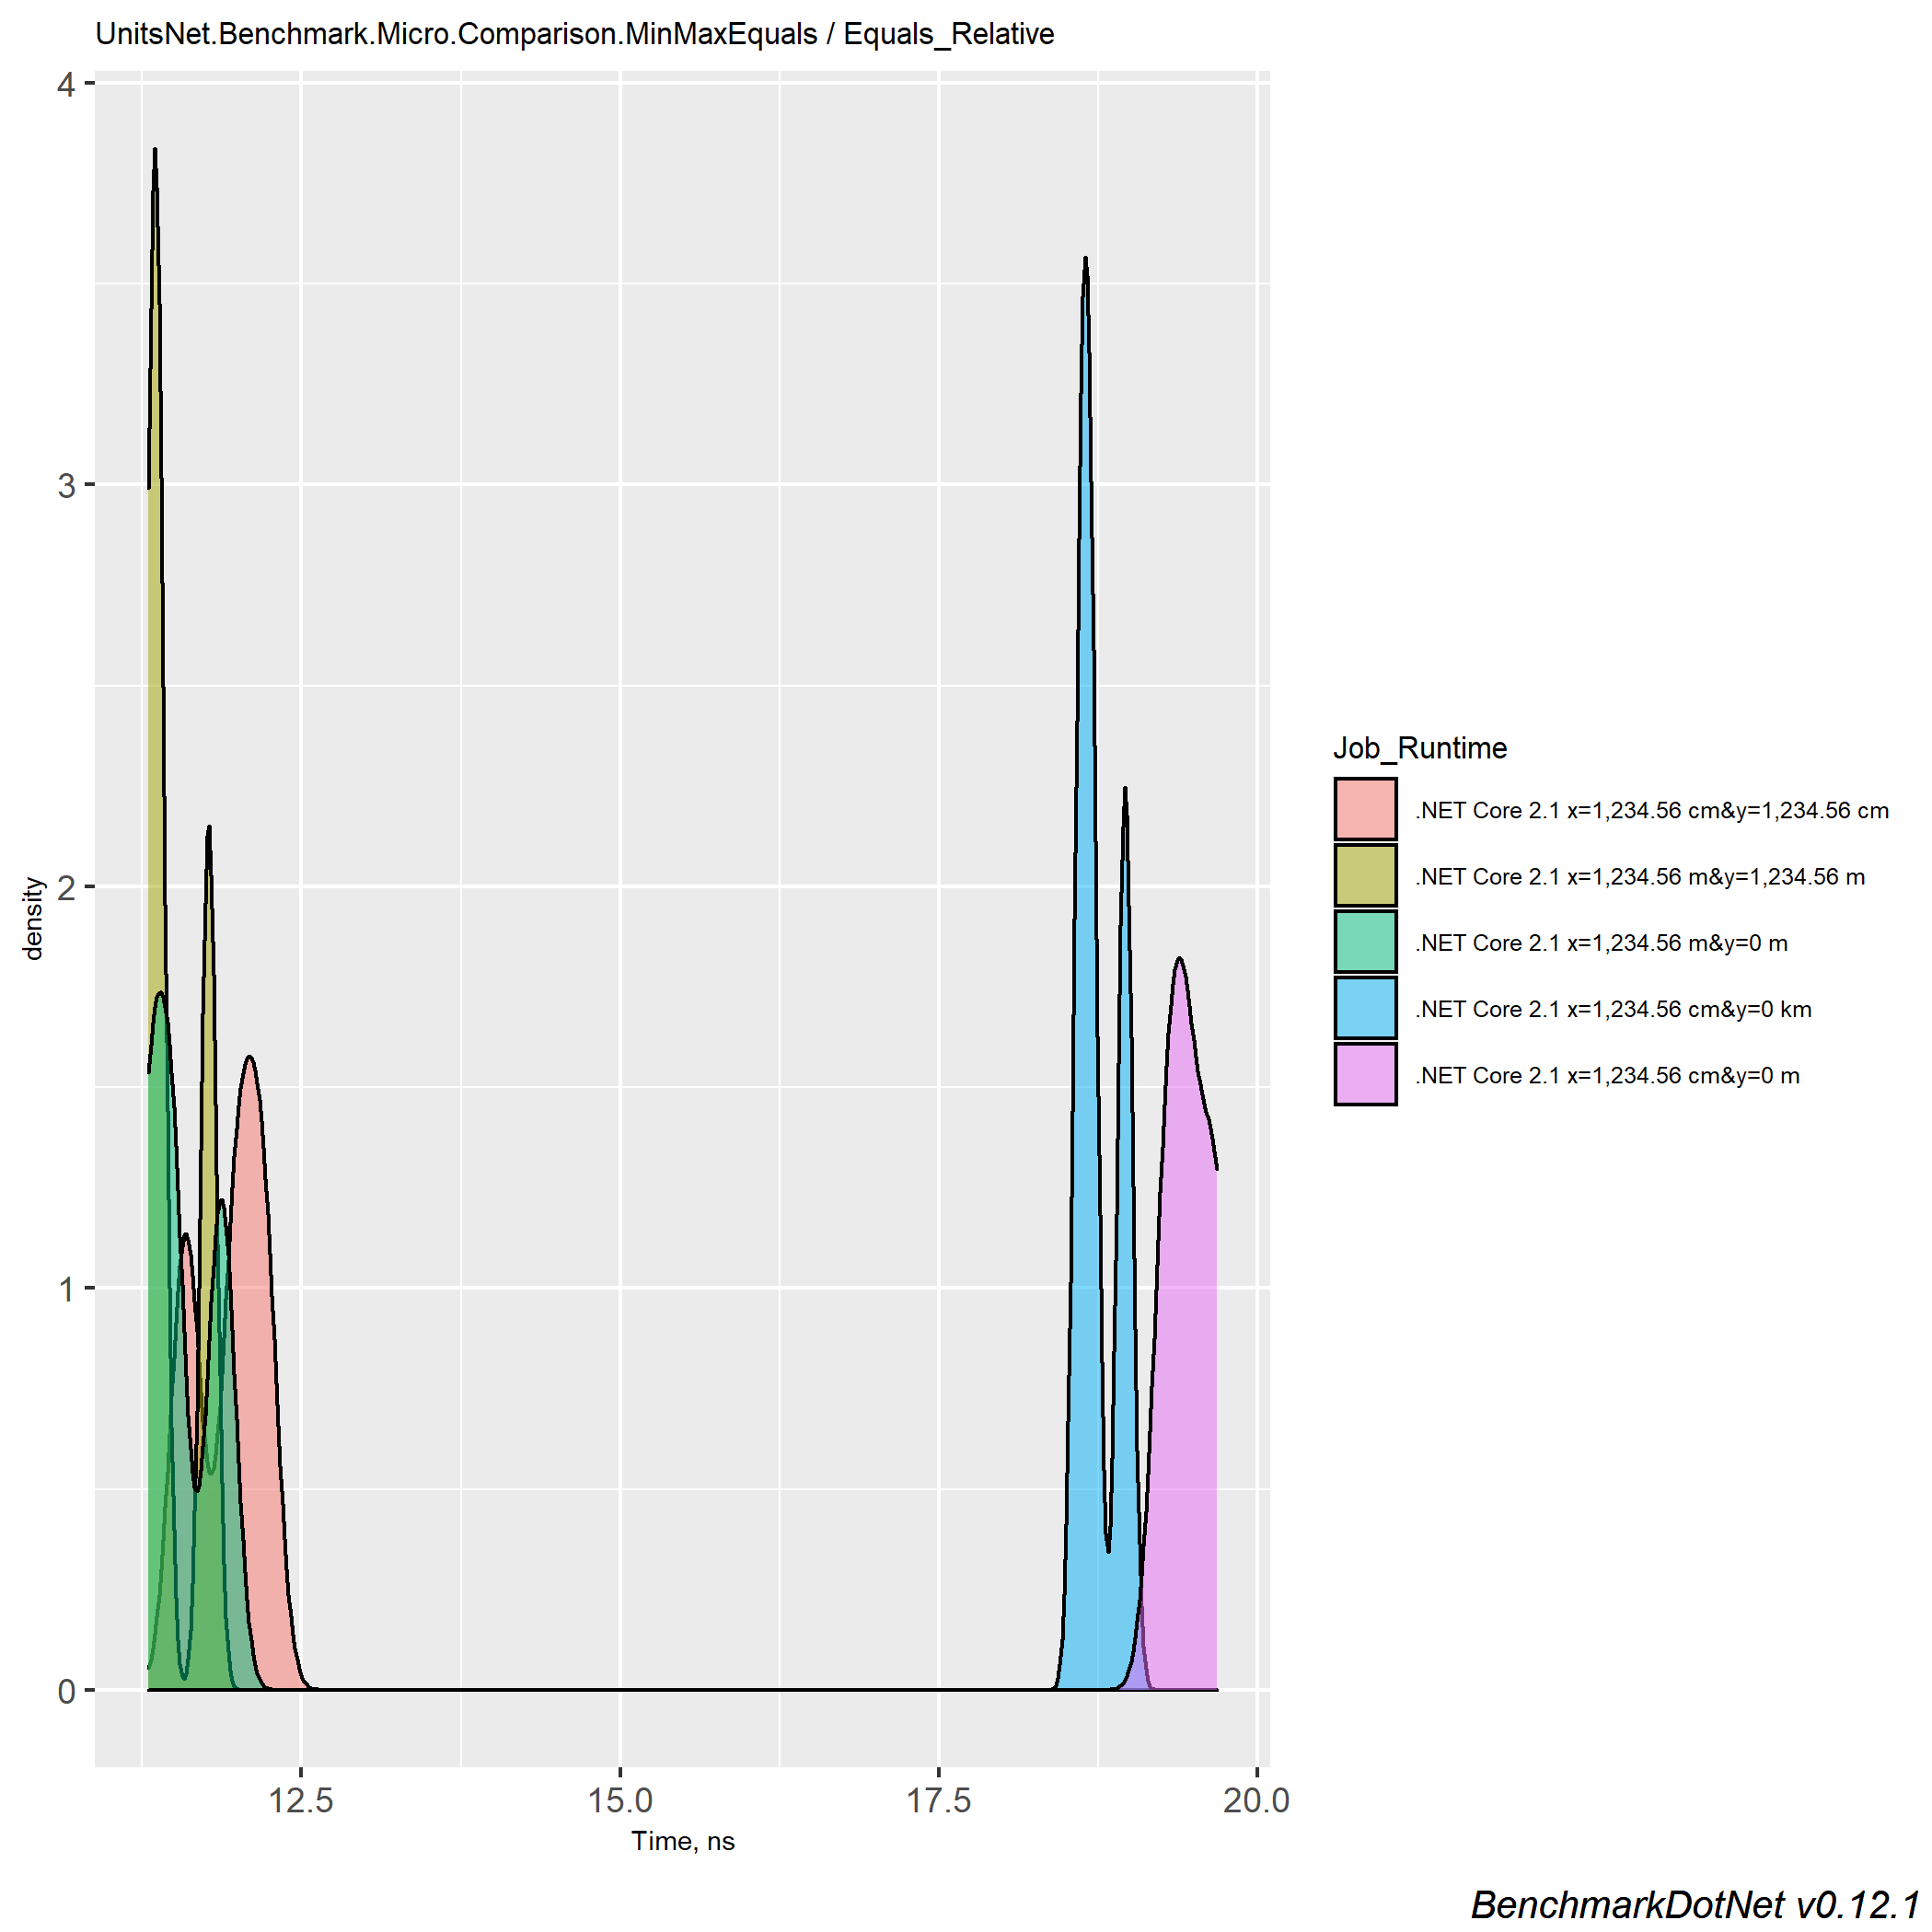 UnitsNet.Benchmark.Micro.Comparison.MinMaxEquals / Equals_Relative
4
3
2
1
0
density
12.5 15.0 17.5 20.0
Time, ns
Job_Runtime
.NET Core 2.1 x=1,234.56 cm&y=1,234.56 cm
.NET Core 2.1 x=1,234.56 m&y=1,234.56 m
.NET Core 2.1 x=1,234.56 m&y=0 m
.NET Core 2.1 x=1,234.56 cm&y=0 km
.NET Core 2.1 x=1,234.56 cm&y=0 m
BenchmarkDotNet v0.12.1